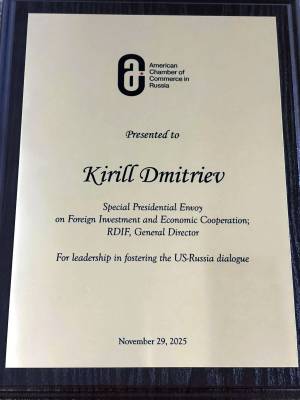 American
Chamber of
Commerce in
Russia
Presented to
Kirill Dmitriev
Special Presidential Envoy
on Foreign Investment and Economic Cooperation;
RDIF, General Director
For leadership in fostering the US-Russia dialogue
November 29, 2025